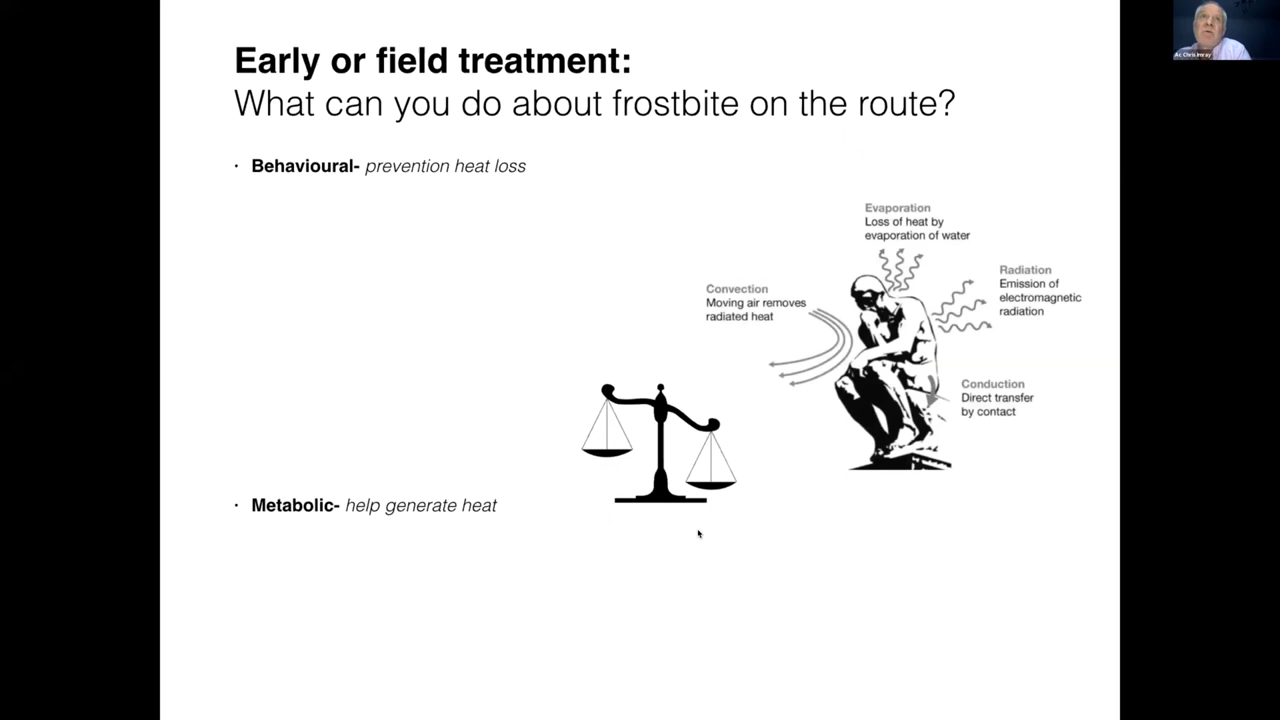 Early or field treatment:
What can you do about frostbite on the route?
• Behavioural- prevention heat loss
Evaporation
Loss of heat by
evaporation of water
Radiation
Emission of
electromagnetic
radiation
Convection
Moving air removes
radiated heat
Conduction
Direct transfer
by contact
• Metabolic- help generate heat
Chris Imray